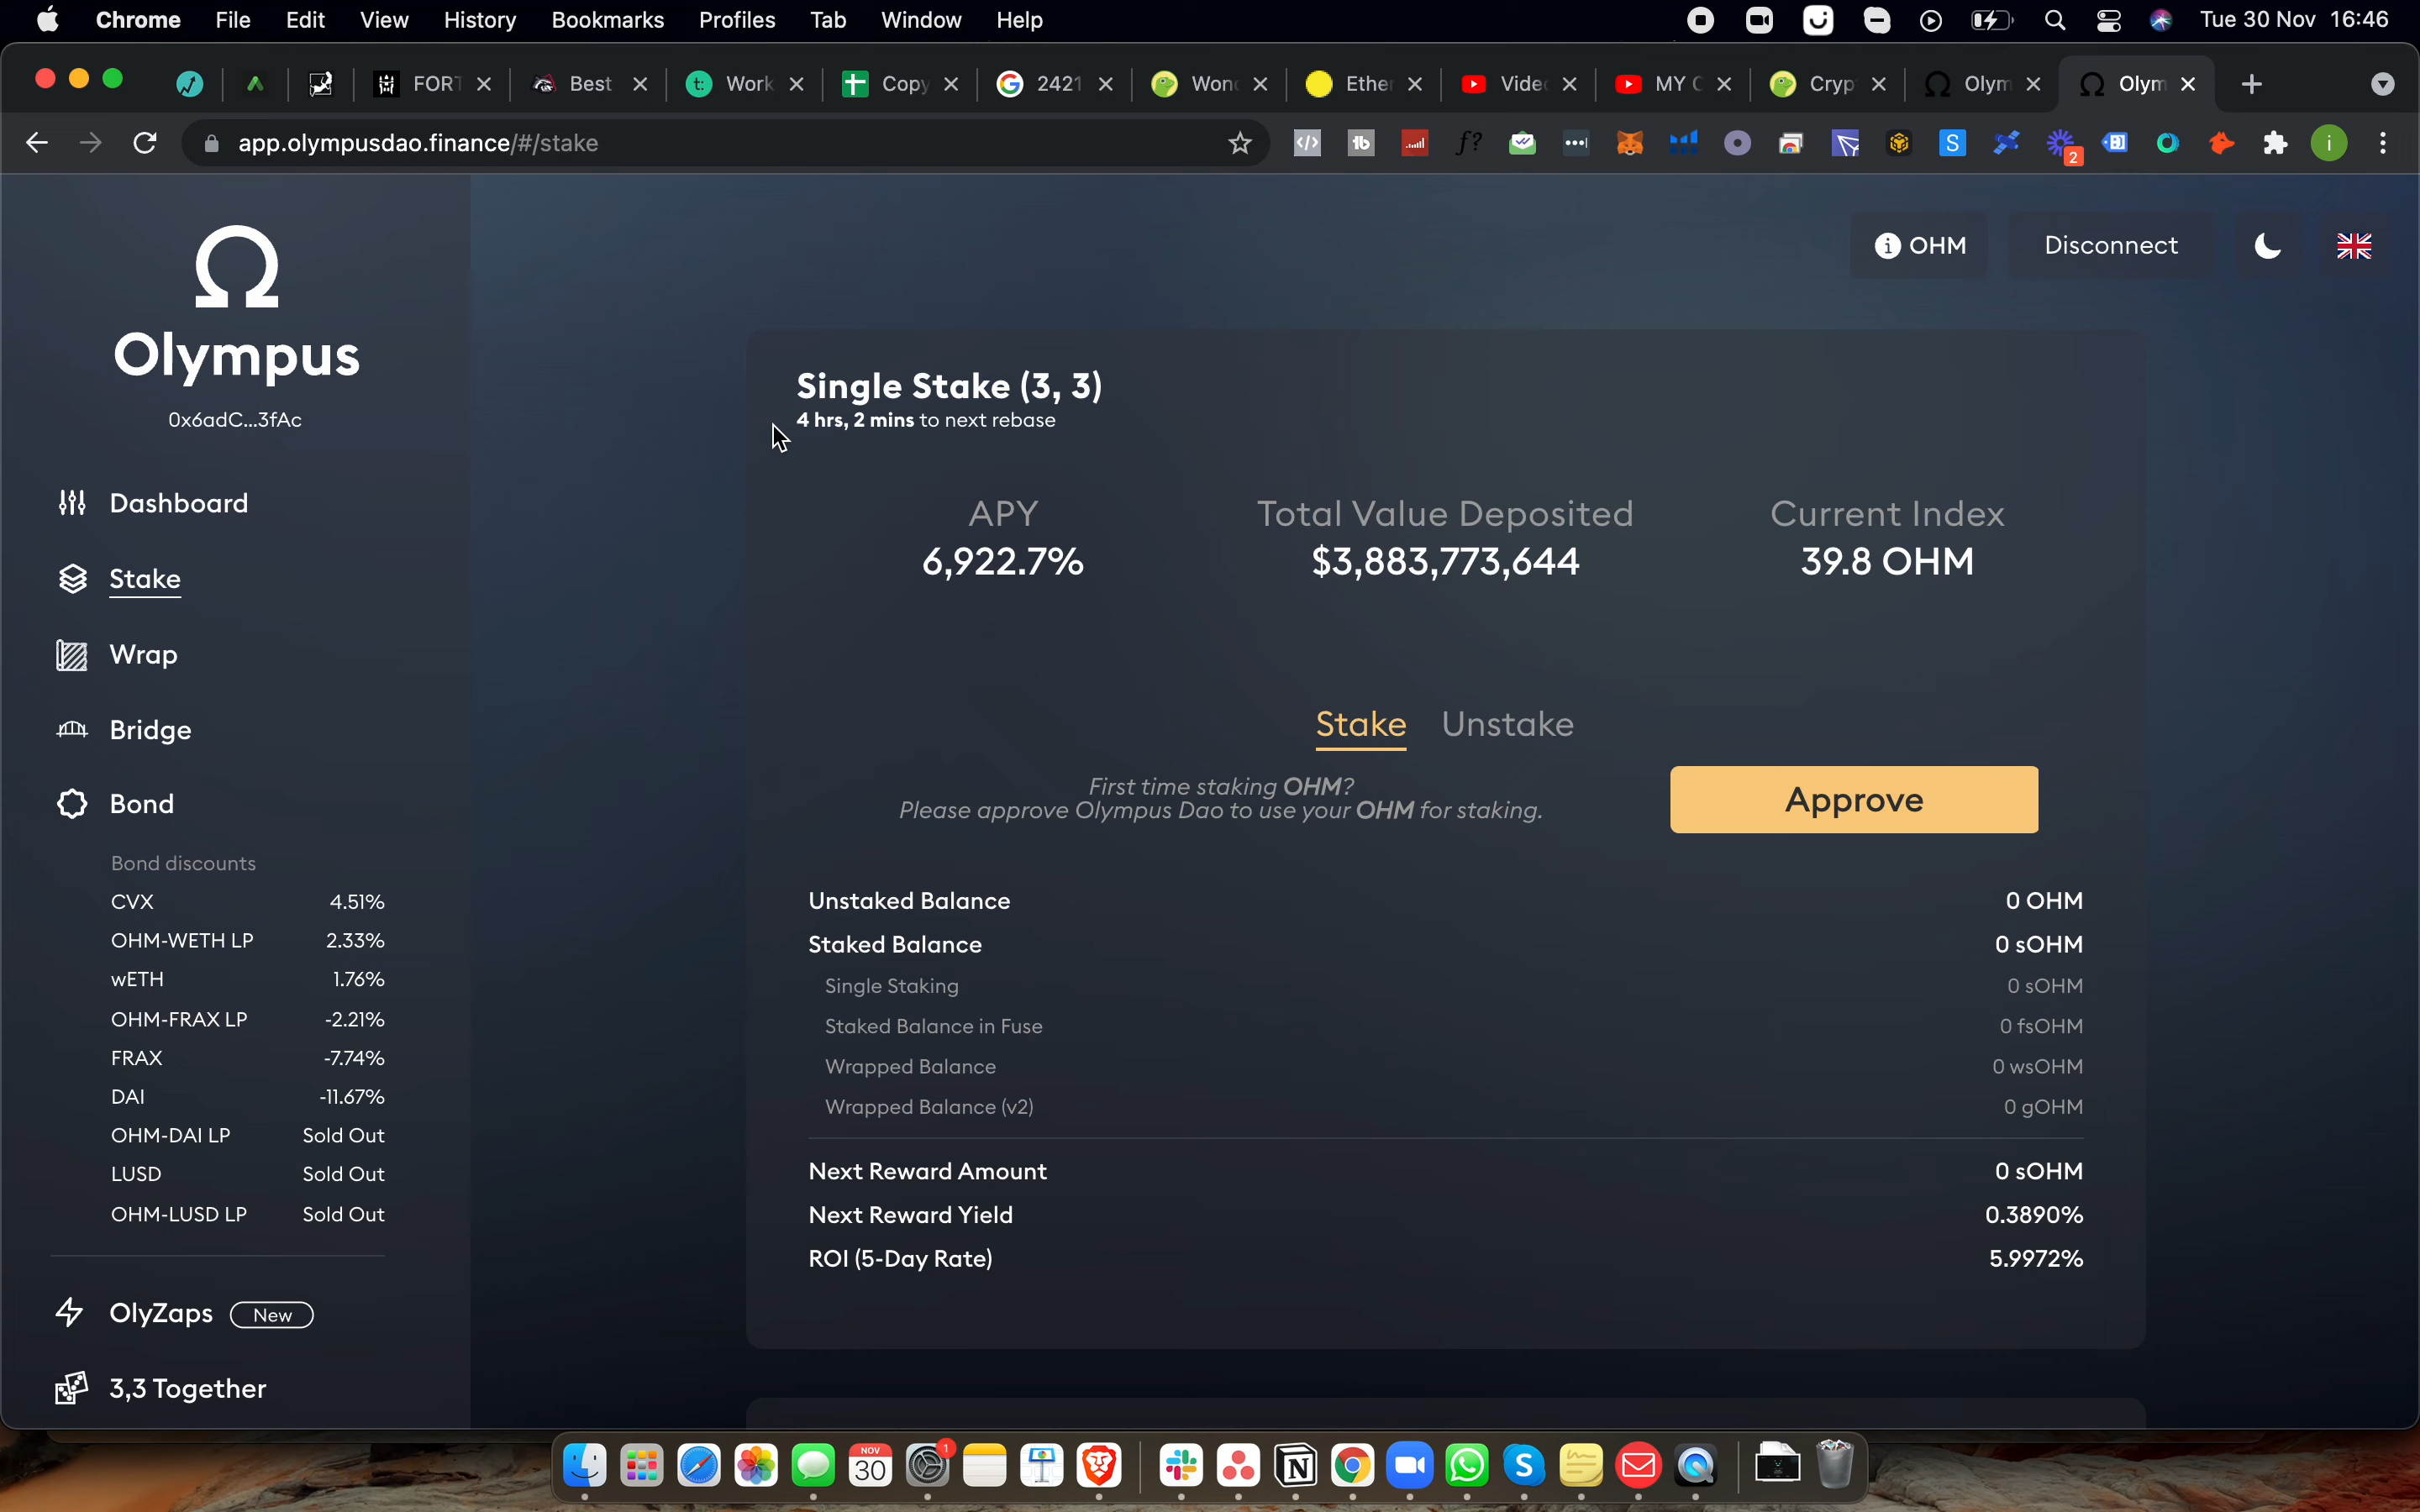 Chrome File Edit View History Bookmarks Profiles Tab Window Help Tue 30 Nov 16:46
FORT Best Work Copy 2421 Wond Ether Video MY C Cryp Olym Olym
app.olympusdao.finance/#/stake
2
i
Olympus
0x6adC...3fAc
Dashboard
Stake
Wrap
Bridge
Bond
Bond discounts
CVX 4.51%
OHM-WETH LP 2.33%
wETH 1.76%
OHM-FRAX LP -2.21%
FRAX -7.74%
DAI -11.67%
OHM-DAI LP Sold Out
LUSD Sold Out
OHM-LUSD LP Sold Out
OlyZaps New
3,3 Together
OHM Disconnect
Single Stake (3, 3)
4 hrs, 2 mins to next rebase
APY Total Value Deposited Current Index
6,922.7% $3,883,773,644 39.8 OHM
Stake Unstake
First time staking OHM?
Please approve Olympus Dao to use your OHM for staking.
Approve
Unstaked Balance 0 OHM
Staked Balance 0 sOHM
Single Staking 0 sOHM
Staked Balance in Fuse 0 fsOHM
Wrapped Balance 0 wsOHM
Wrapped Balance (v2) 0 gOHM
Next Reward Amount 0 sOHM
Next Reward Yield 0.3890%
ROI (5-Day Rate) 5.9972%
NOV
30
1